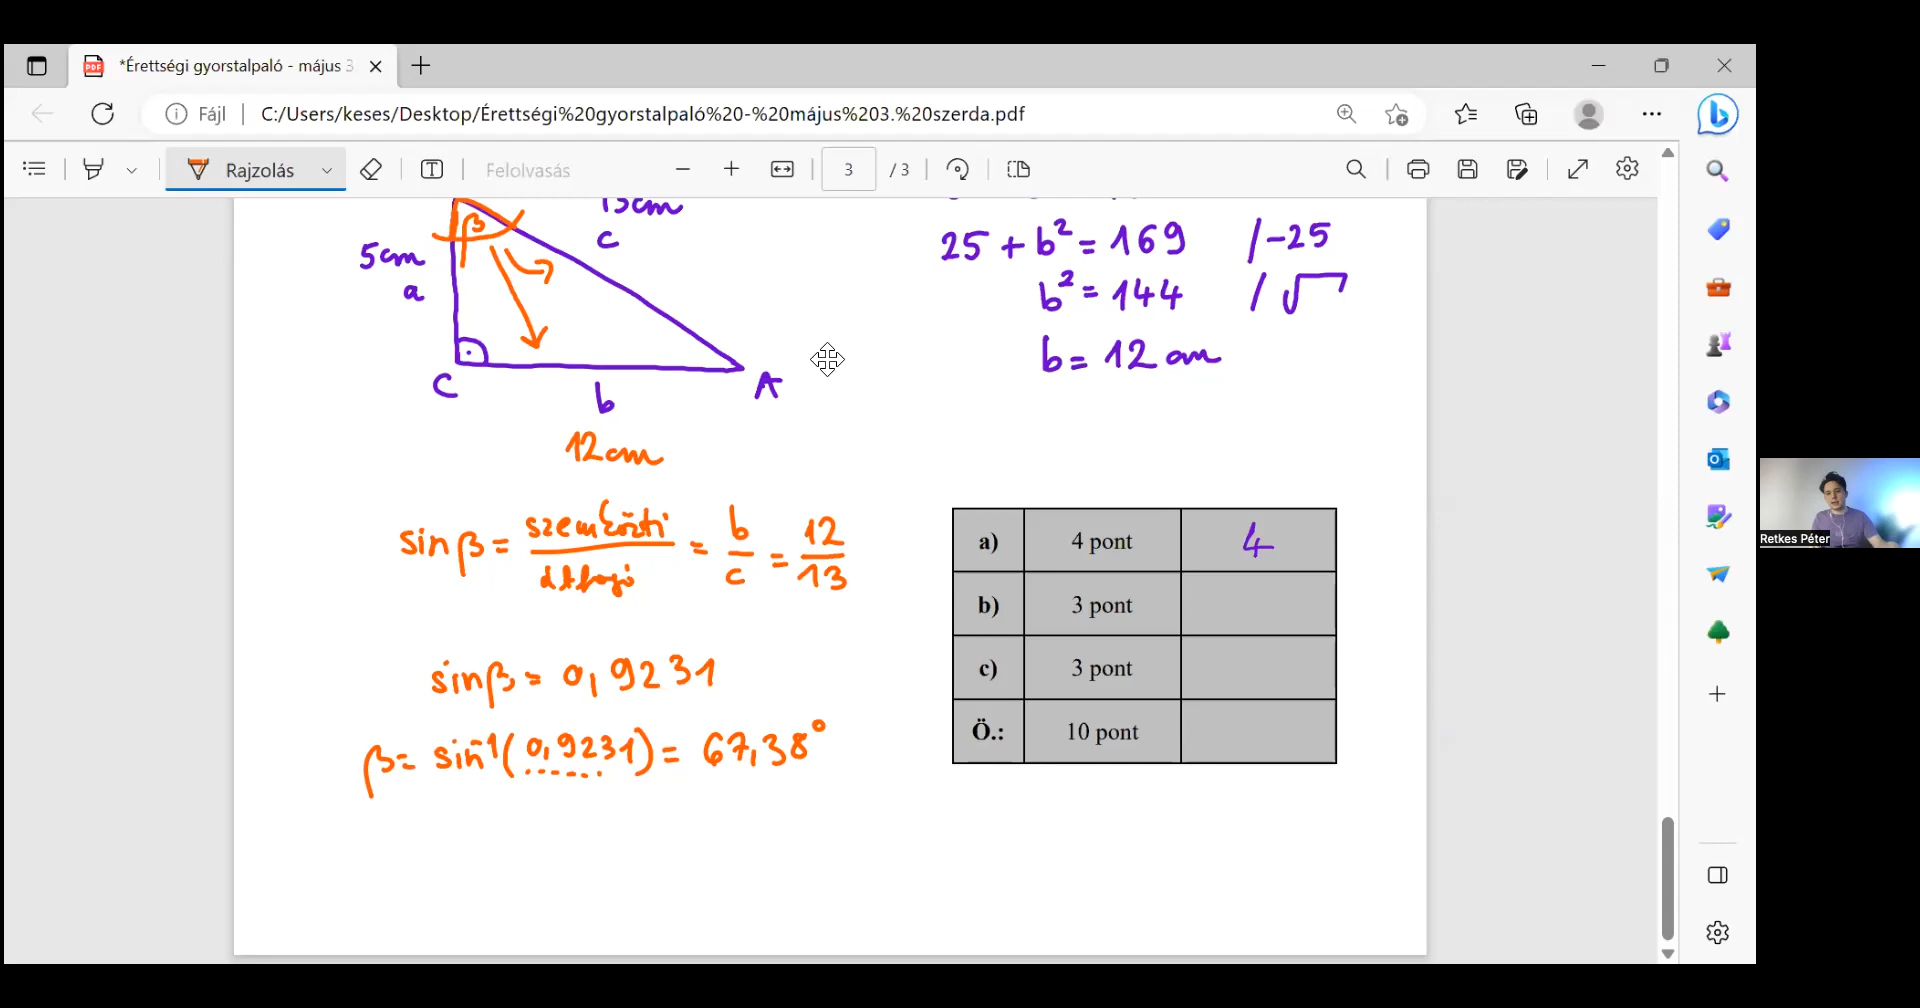 *Érettségi gyorstalpaló - május 3
Fájl
C:/Users/keses/Desktop/Érettségi%20gyorstalpaló%20-%20május%203.%20szerda.pdf
Rajzolás
Felolvasás
3 / 3
13cm
c
β
5cm
a
C
b
A
12cm
25 + b² = 169 /-25
b² = 144 /√
b = 12 cm
sin β = szemközti / átfogó = b/c = 12/13
sin β = 0,9231
β = sin⁻¹(0,9231) = 67,38°
a) 4 pont 4
b) 3 pont
c) 3 pont
Ö.: 10 pont
Retkes Péter